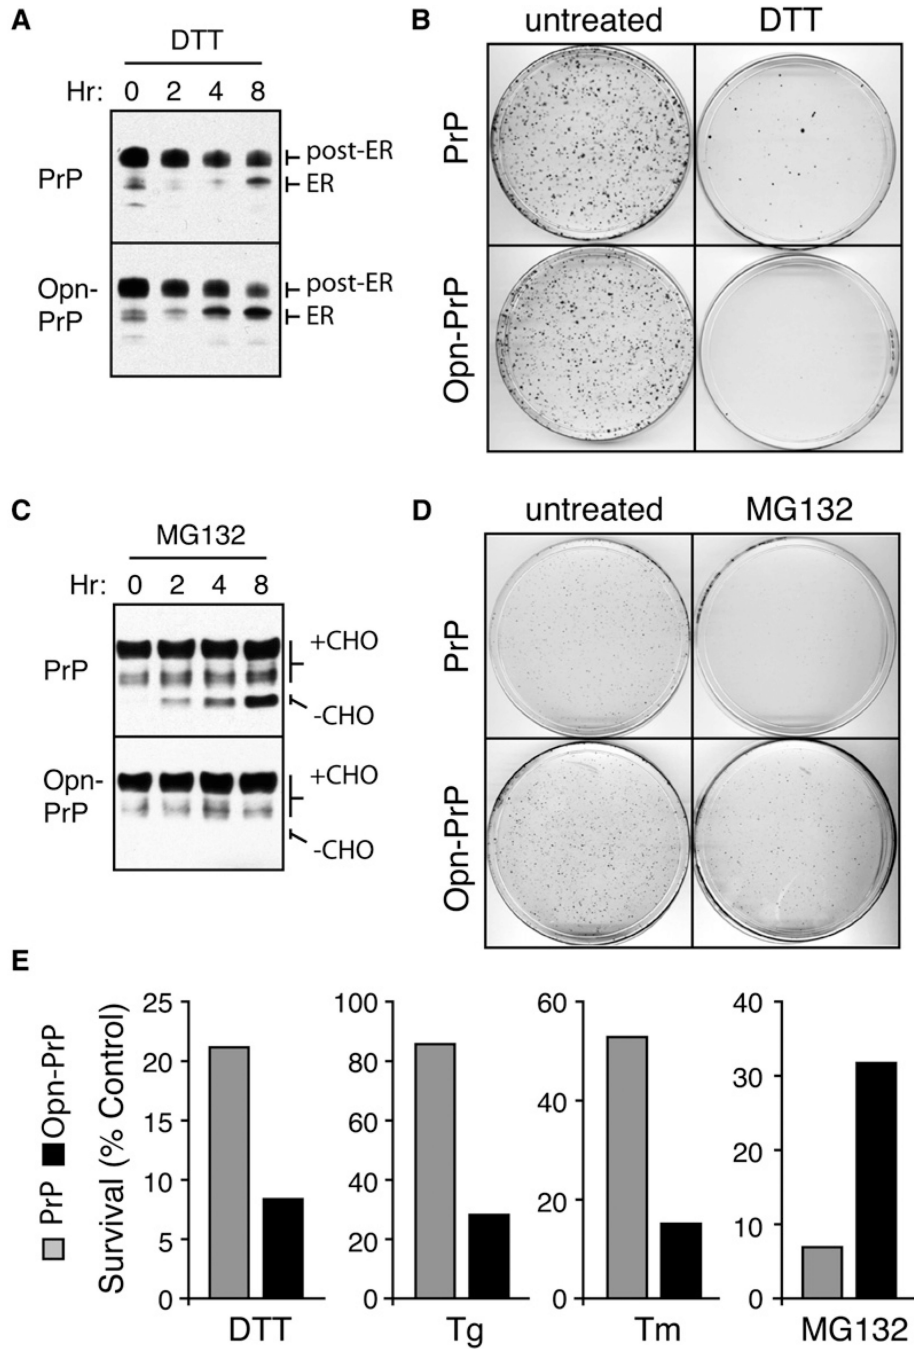 A
DTT
Hr: 0 2 4 8
PrP
post-ER
ER
Opn-
PrP
post-ER
ER
B
untreated DTT
PrP
Opn-PrP
C
MG132
Hr: 0 2 4 8
PrP
+CHO
-CHO
Opn-
PrP
+CHO
-CHO
D
untreated MG132
PrP
Opn-PrP
E
PrP Opn-PrP
Survival (% Control)
25
20
15
10
5
0
DTT
100
80
60
40
20
0
Tg
60
40
20
0
Tm
40
30
20
10
0
MG132